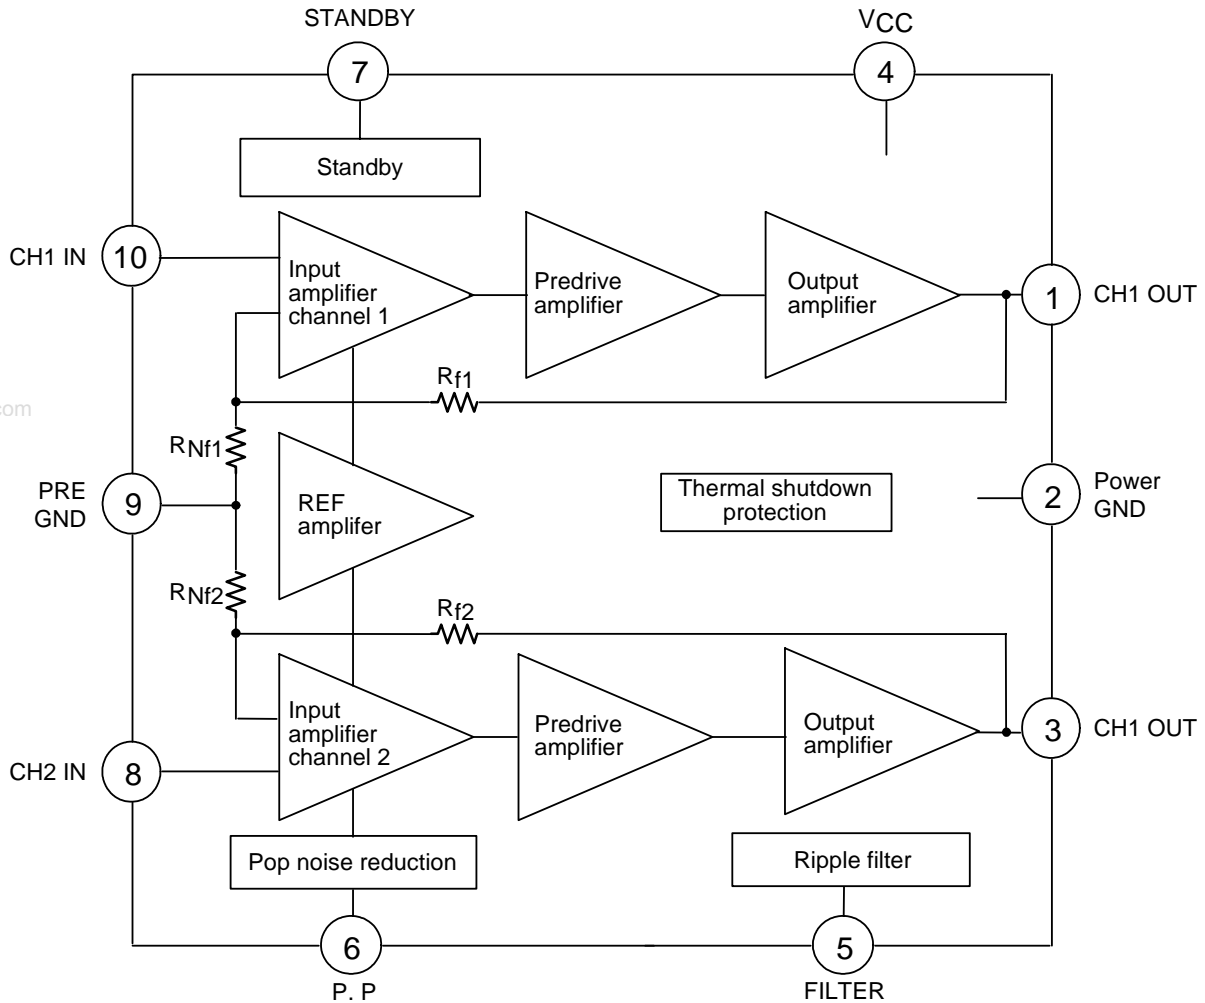 STANDBY
VCC
7
4
Standby
CH1 IN
10
Input
amplifier
channel 1
Predrive
amplifier
Output
amplifier
1
CH1 OUT
Rf1
com
RNf1
PRE
GND
9
REF
amplifer
Thermal shutdown
protection
2
Power
GND
RNf2
Rf2
Input
amplifier
channel 2
Predrive
amplifier
Output
amplifier
3
CH1 OUT
CH2 IN
8
Pop noise reduction
Ripple filter
6
5
P. P
FILTER